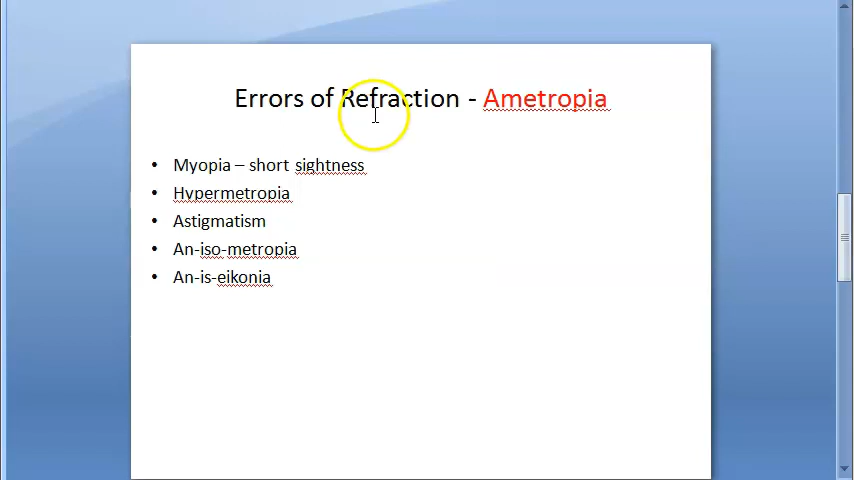 Errors of Refraction - Ametropia
• Myopia – short sightness
• Hypermetropia
• Astigmatism
• An-iso-metropia
• An-is-eikonia